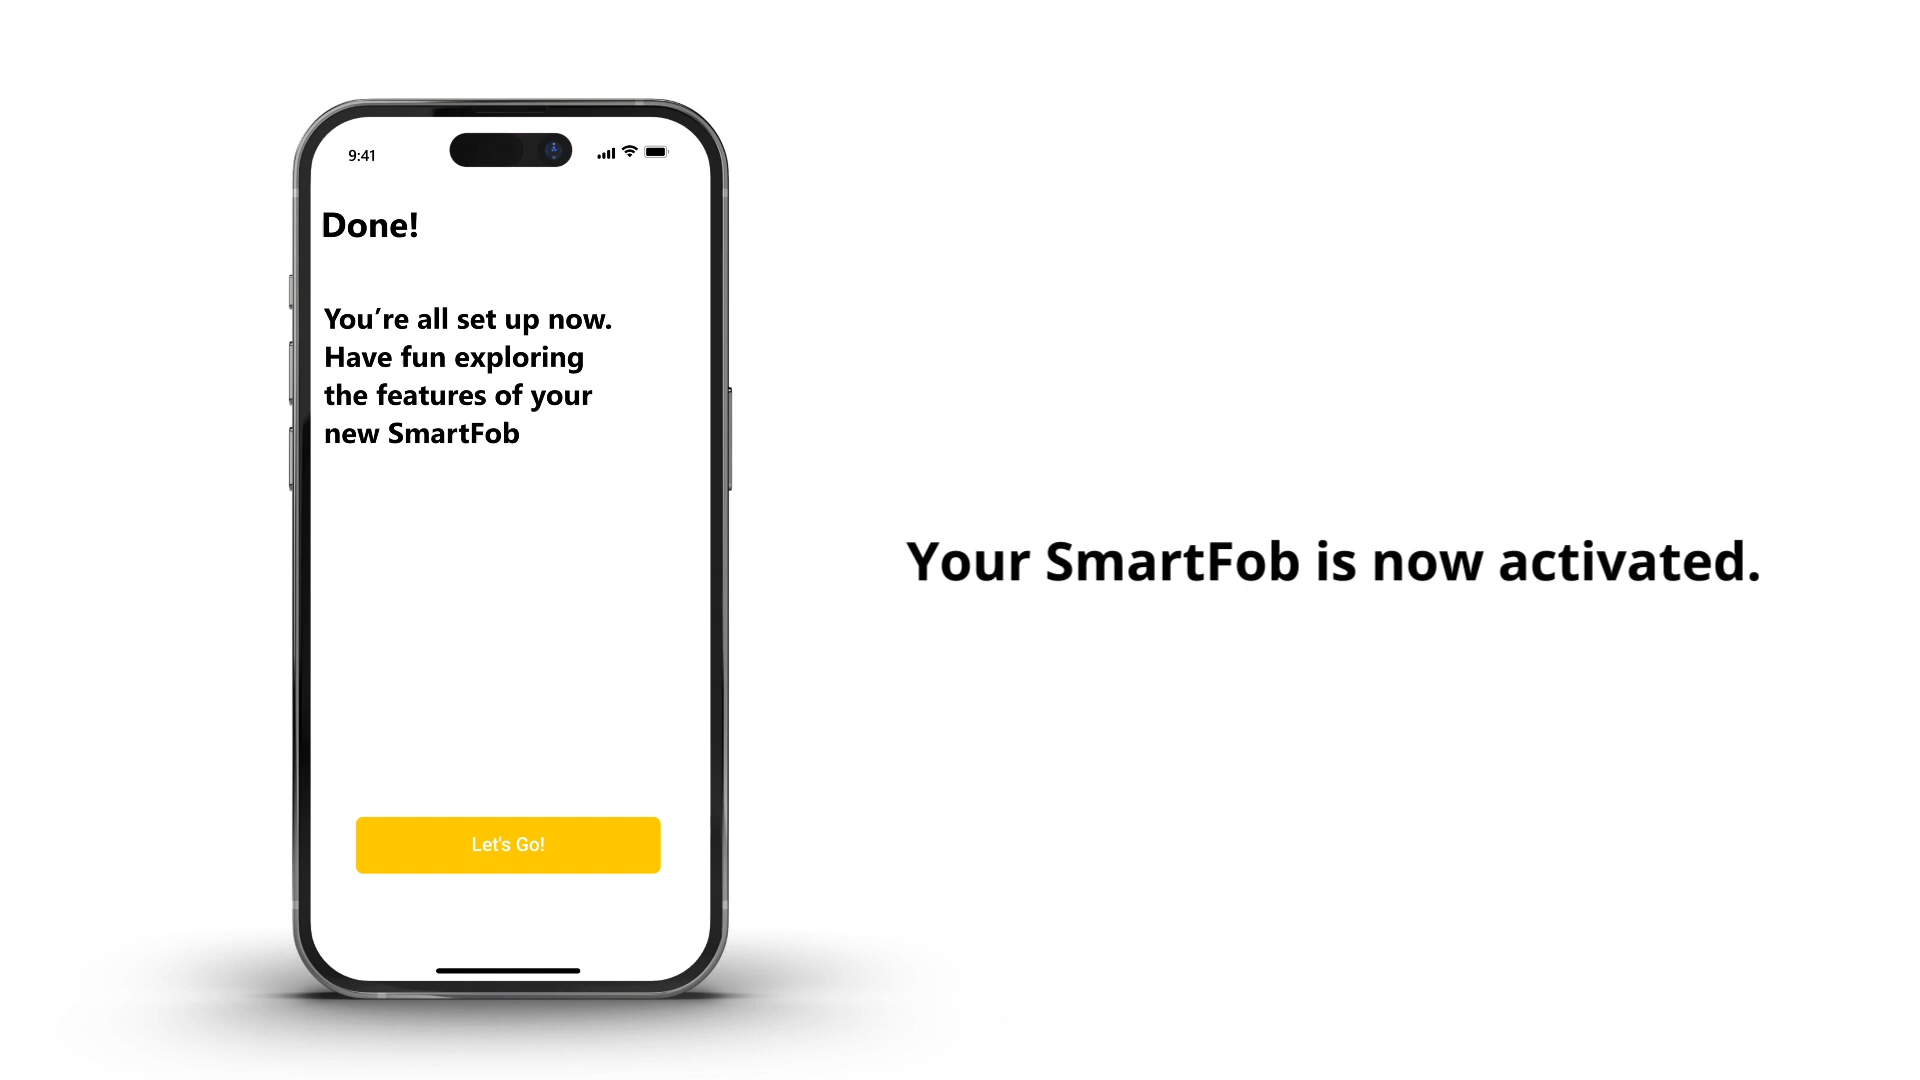 9:41
Done!
You’re all set up now.
Have fun exploring
the features of your
new SmartFob
Let's Go!
Your SmartFob is now activated.